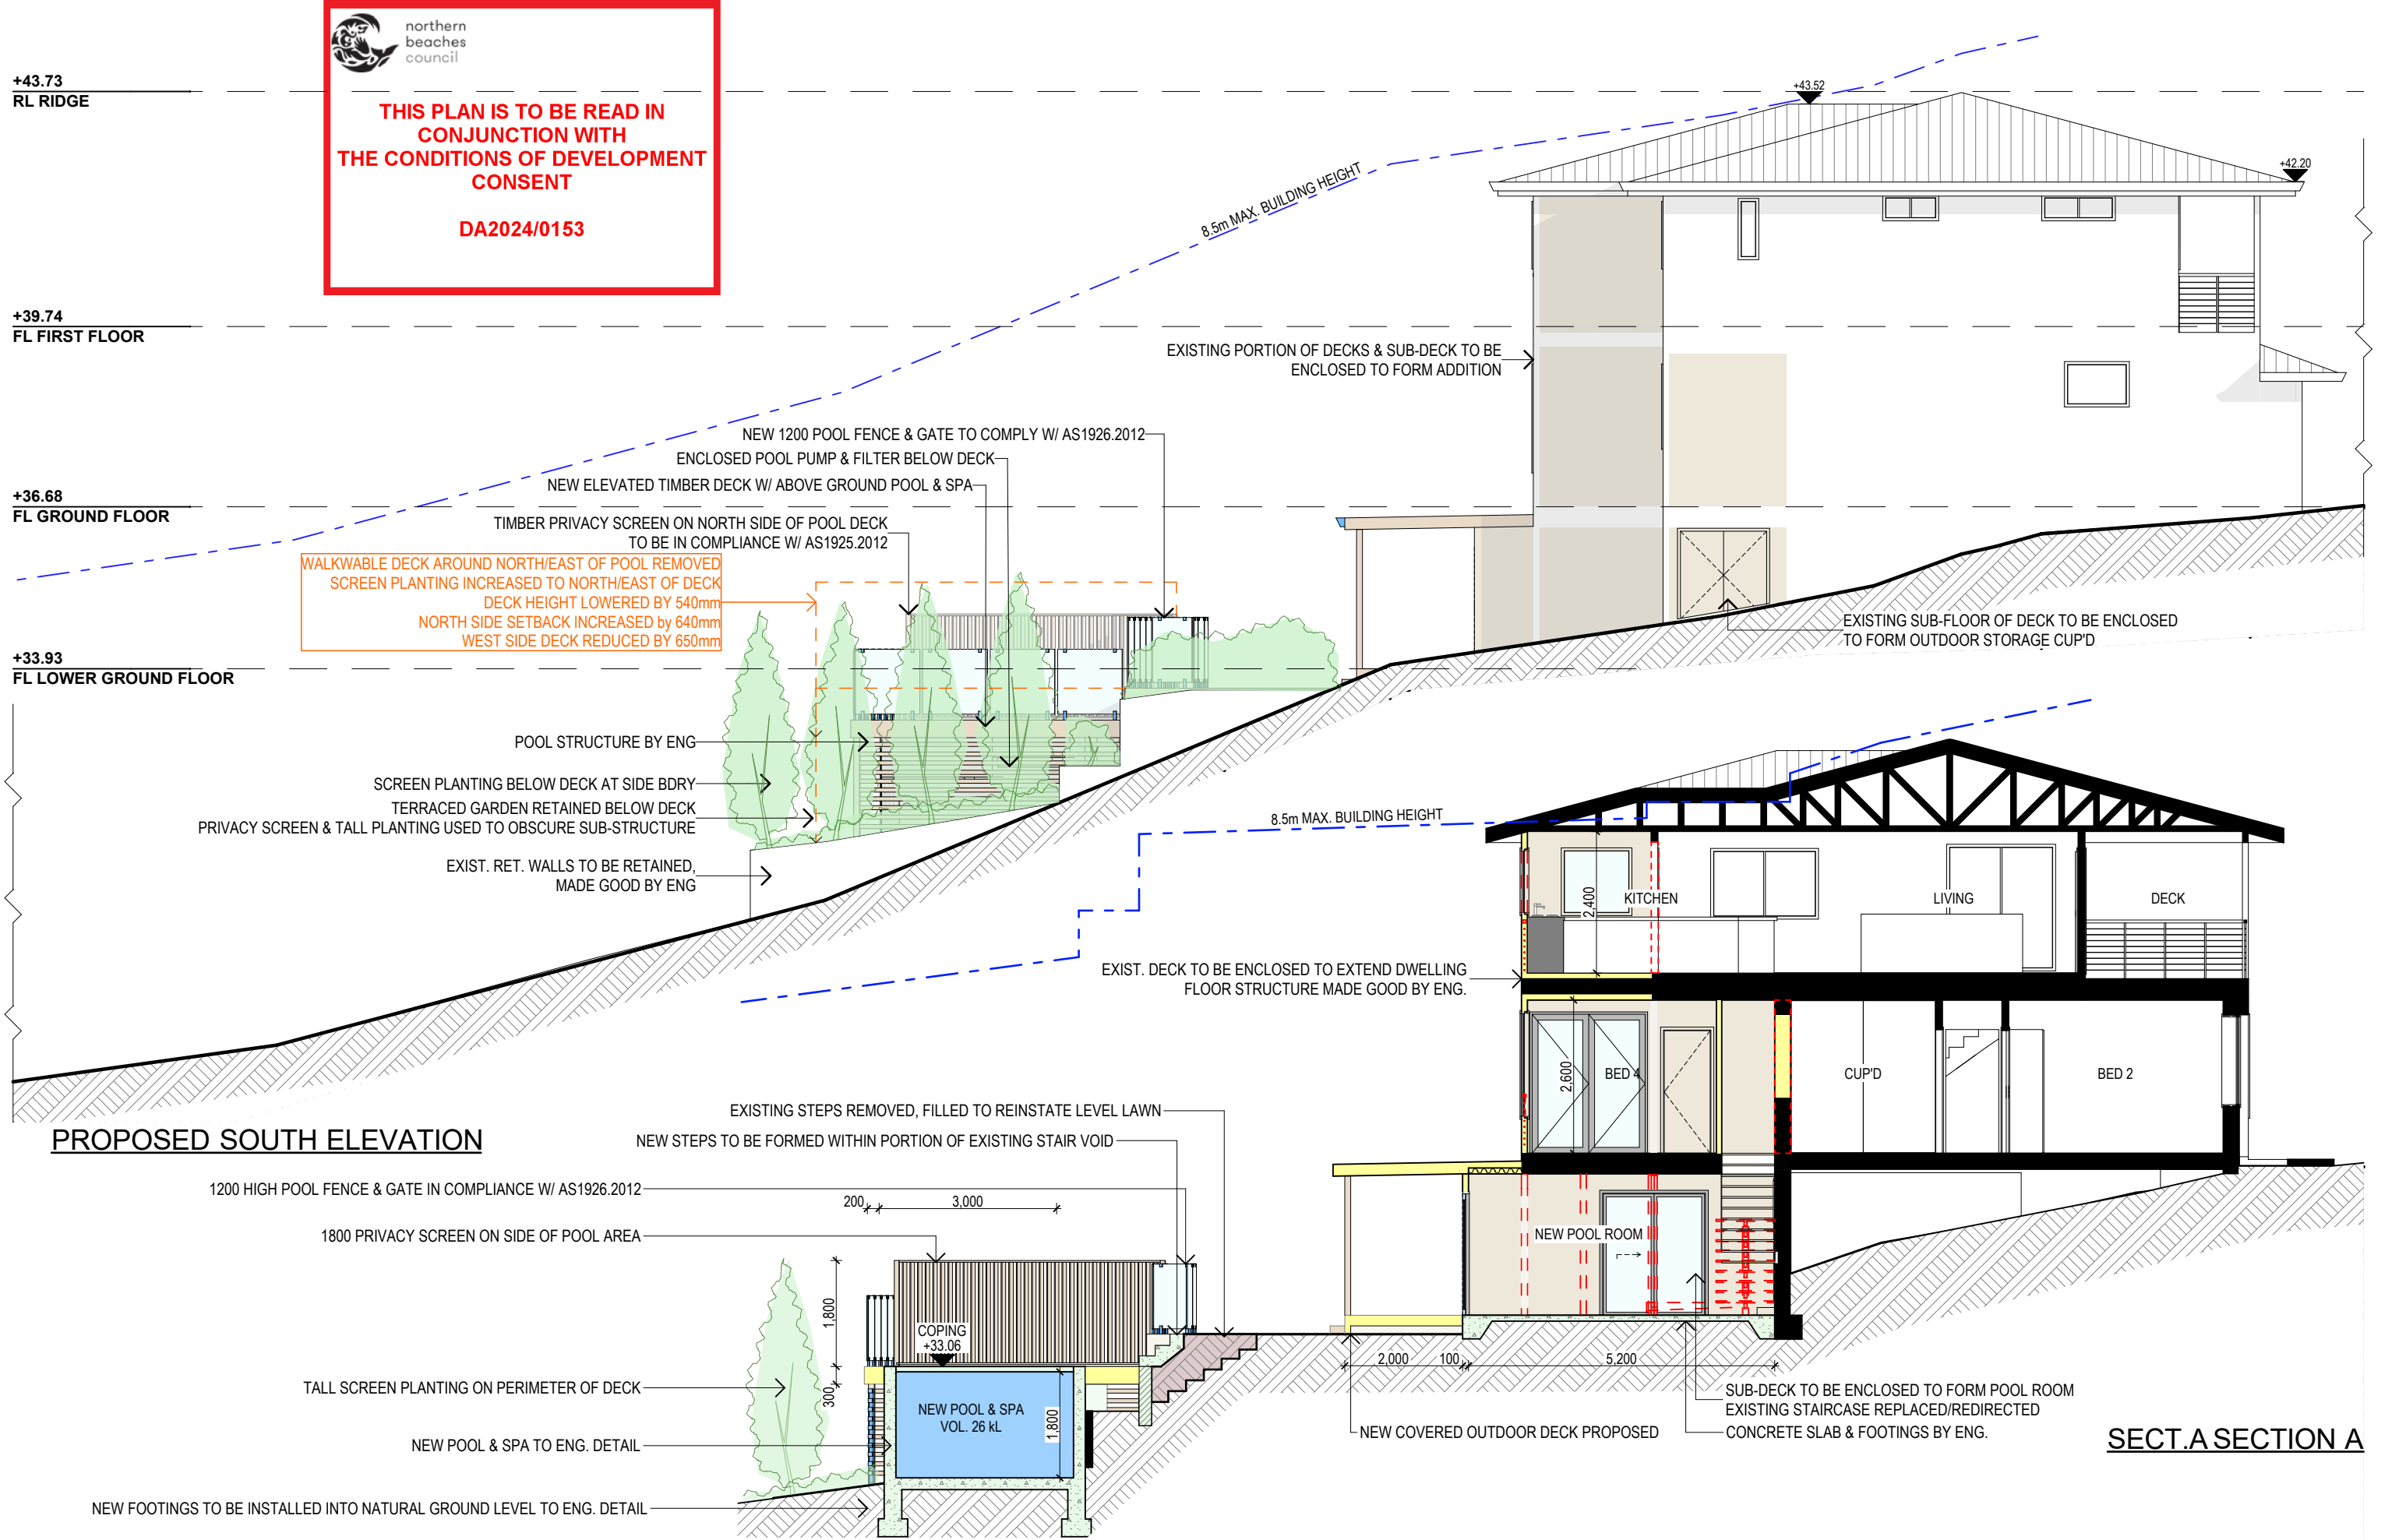 northern
beaches
council
THIS PLAN IS TO BE READ IN
CONJUNCTION WITH
THE CONDITIONS OF DEVELOPMENT
CONSENT
DA2024/0153
+43.73
RL RIDGE
+39.74
FL FIRST FLOOR
+36.68
FL GROUND FLOOR
+33.93
FL LOWER GROUND FLOOR
+43.52
+42.20
8.5m MAX. BUILDING HEIGHT
EXISTING PORTION OF DECKS & SUB-DECK TO BE
ENCLOSED TO FORM ADDITION
NEW 1200 POOL FENCE & GATE TO COMPLY W/ AS1926.2012
ENCLOSED POOL PUMP & FILTER BELOW DECK
NEW ELEVATED TIMBER DECK W/ ABOVE GROUND POOL & SPA
TIMBER PRIVACY SCREEN ON NORTH SIDE OF POOL DECK
TO BE IN COMPLIANCE W/ AS1925.2012
WALKWABLE DECK AROUND NORTH/EAST OF POOL REMOVED
SCREEN PLANTING INCREASED TO NORTH/EAST OF DECK
DECK HEIGHT LOWERED BY 540mm
NORTH SIDE SETBACK INCREASED by 640mm
WEST SIDE DECK REDUCED BY 650mm
EXISTING SUB-FLOOR OF DECK TO BE ENCLOSED
TO FORM OUTDOOR STORAGE CUP'D
POOL STRUCTURE BY ENG
SCREEN PLANTING BELOW DECK AT SIDE BDRY
TERRACED GARDEN RETAINED BELOW DECK
PRIVACY SCREEN & TALL PLANTING USED TO OBSCURE SUB-STRUCTURE
EXIST. RET. WALLS TO BE RETAINED,
MADE GOOD BY ENG
PROPOSED SOUTH ELEVATION
8.5m MAX. BUILDING HEIGHT
2,400
KITCHEN
LIVING
DECK
EXIST. DECK TO BE ENCLOSED TO EXTEND DWELLING
FLOOR STRUCTURE MADE GOOD BY ENG.
2,600
BED 4
CUP'D
BED 2
EXISTING STEPS REMOVED, FILLED TO REINSTATE LEVEL LAWN
NEW STEPS TO BE FORMED WITHIN PORTION OF EXISTING STAIR VOID
1200 HIGH POOL FENCE & GATE IN COMPLIANCE W/ AS1926.2012
200
3,000
1800 PRIVACY SCREEN ON SIDE OF POOL AREA
NEW POOL ROOM
1,800
COPING
+33.06
300
TALL SCREEN PLANTING ON PERIMETER OF DECK
NEW POOL & SPA
VOL. 26 kL
1,800
2,000
100
5,200
SUB-DECK TO BE ENCLOSED TO FORM POOL ROOM
EXISTING STAIRCASE REPLACED/REDIRECTED
NEW COVERED OUTDOOR DECK PROPOSED
CONCRETE SLAB & FOOTINGS BY ENG.
NEW POOL & SPA TO ENG. DETAIL
NEW FOOTINGS TO BE INSTALLED INTO NATURAL GROUND LEVEL TO ENG. DETAIL
SECT.A SECTION A